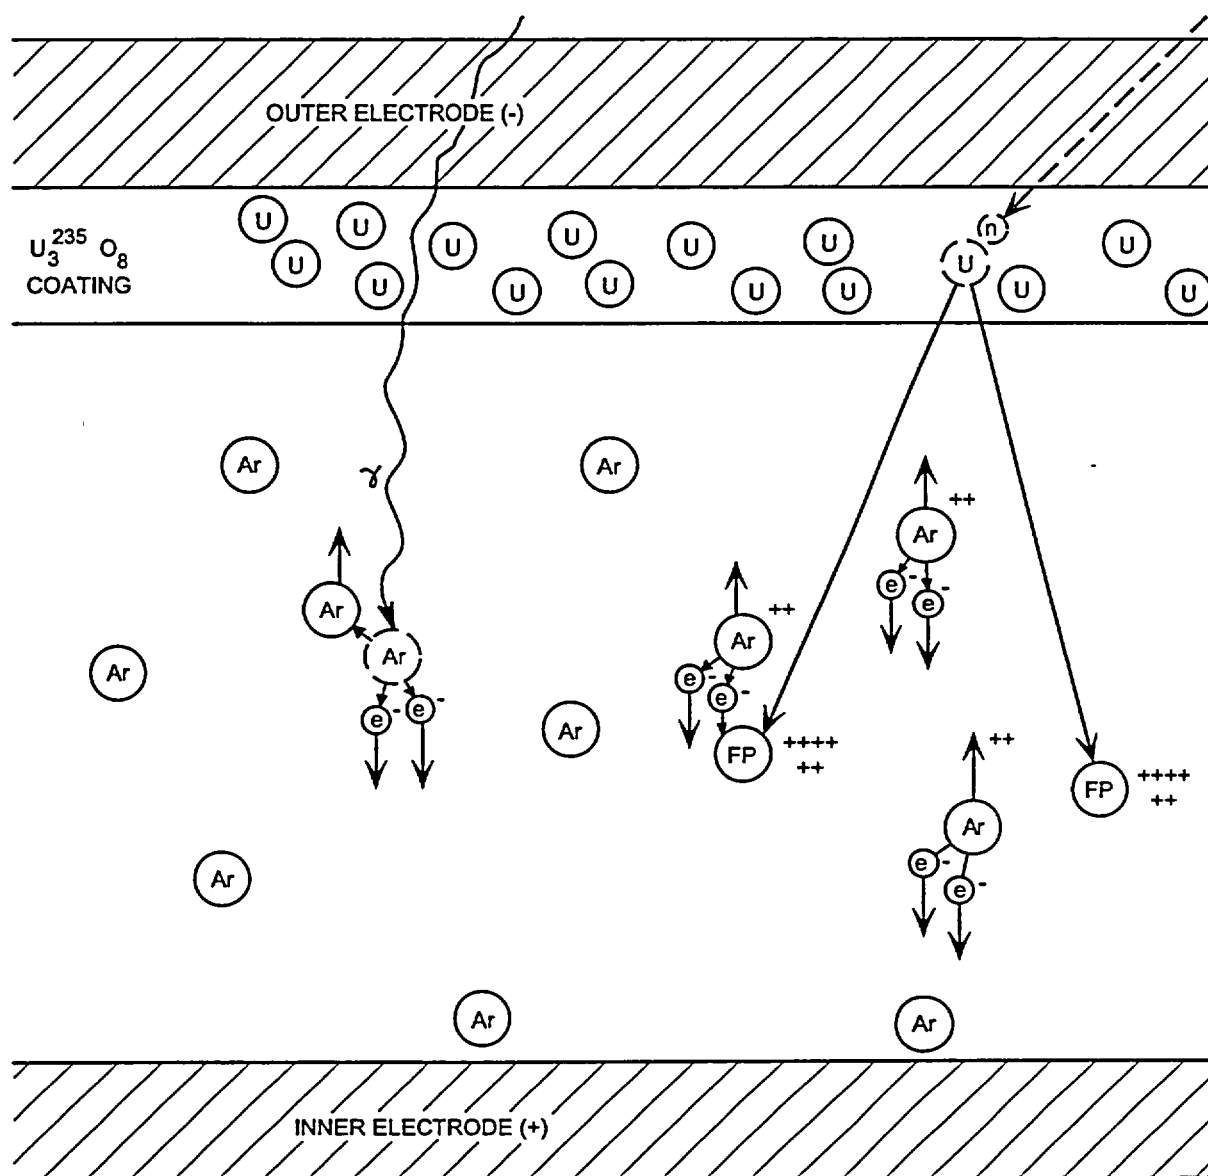 OUTER ELECTRODE (-)
U₃²³⁵ O₈
COATING
U U U U U U U U U U U U U n U U U U
γ
Ar Ar
Ar ++
e⁻ e⁻
Ar
Ar ++
Ar
e⁻ e⁻
Ar
e⁻ e⁻
Ar
FP ++++
++
++
FP ++++
++
Ar
e⁻ e⁻
Ar
Ar
Ar
INNER ELECTRODE (+)